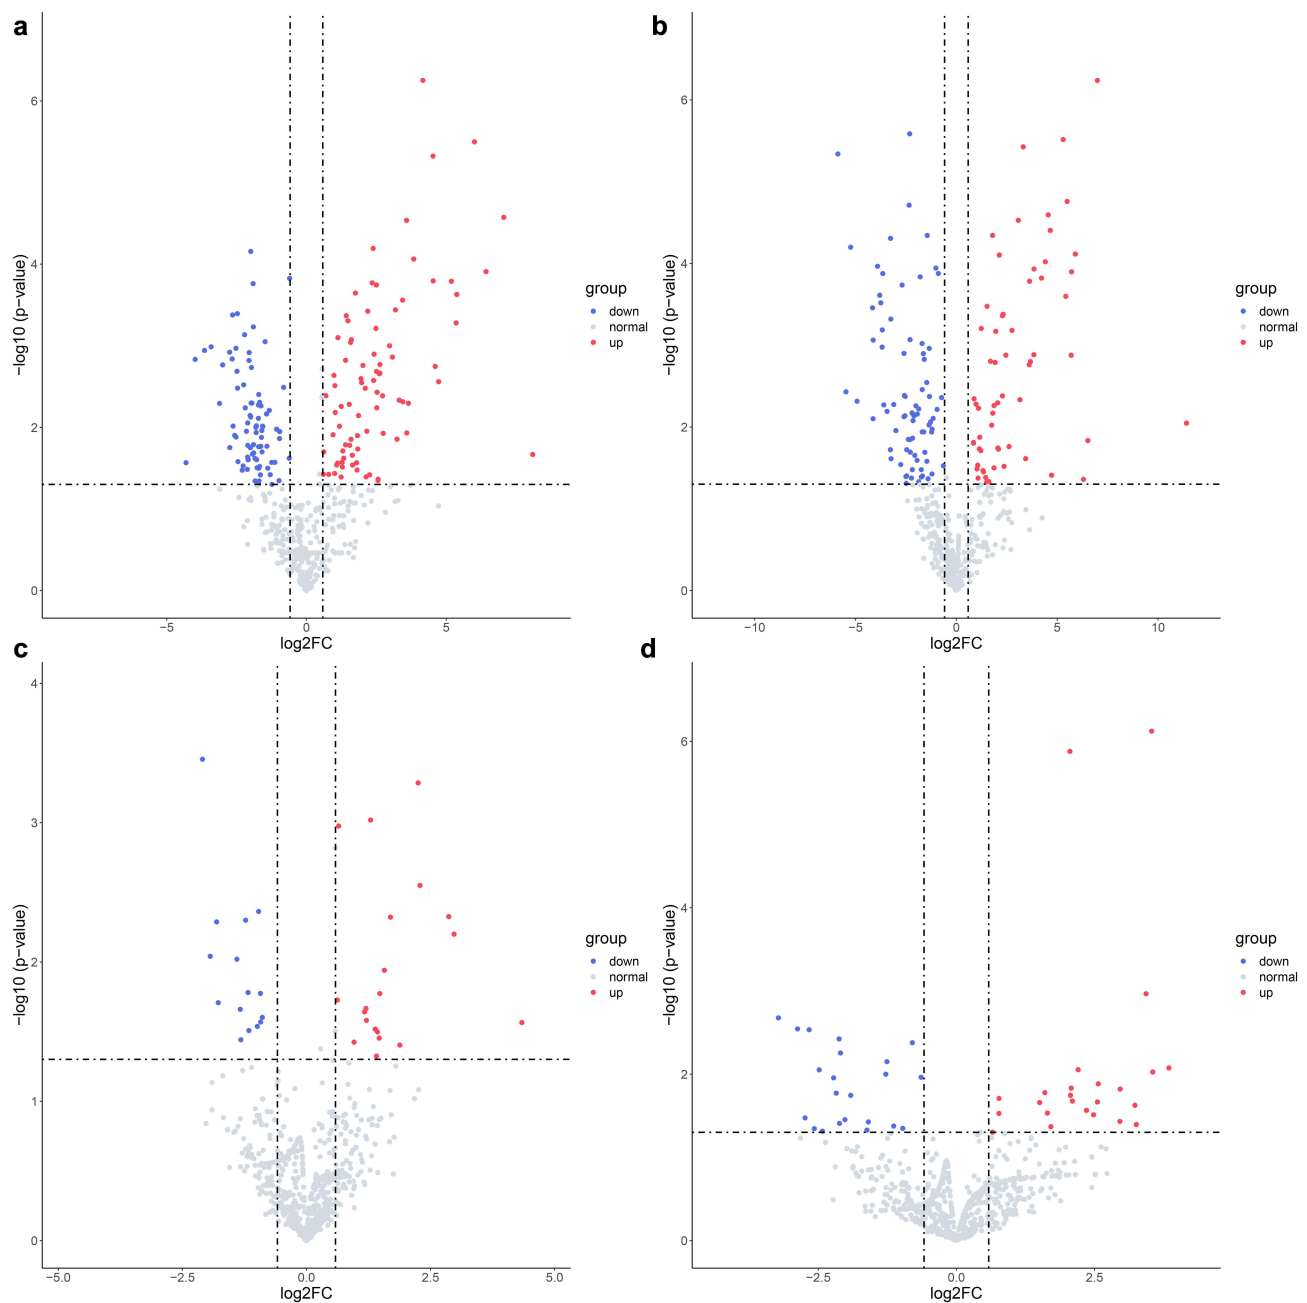 a
6
4
2
0
−log10 (p−value)
−5
0
5
log2FC
group
down
normal
up
b
6
4
2
0
−log10 (p−value)
−10
−5
0
5
10
log2FC
group
down
normal
up
c
4
3
2
1
0
−log10 (p−value)
−5.0
−2.5
0.0
2.5
5.0
log2FC
group
down
normal
up
d
6
4
2
0
−log10 (p−value)
−2.5
0.0
2.5
log2FC
group
down
normal
up